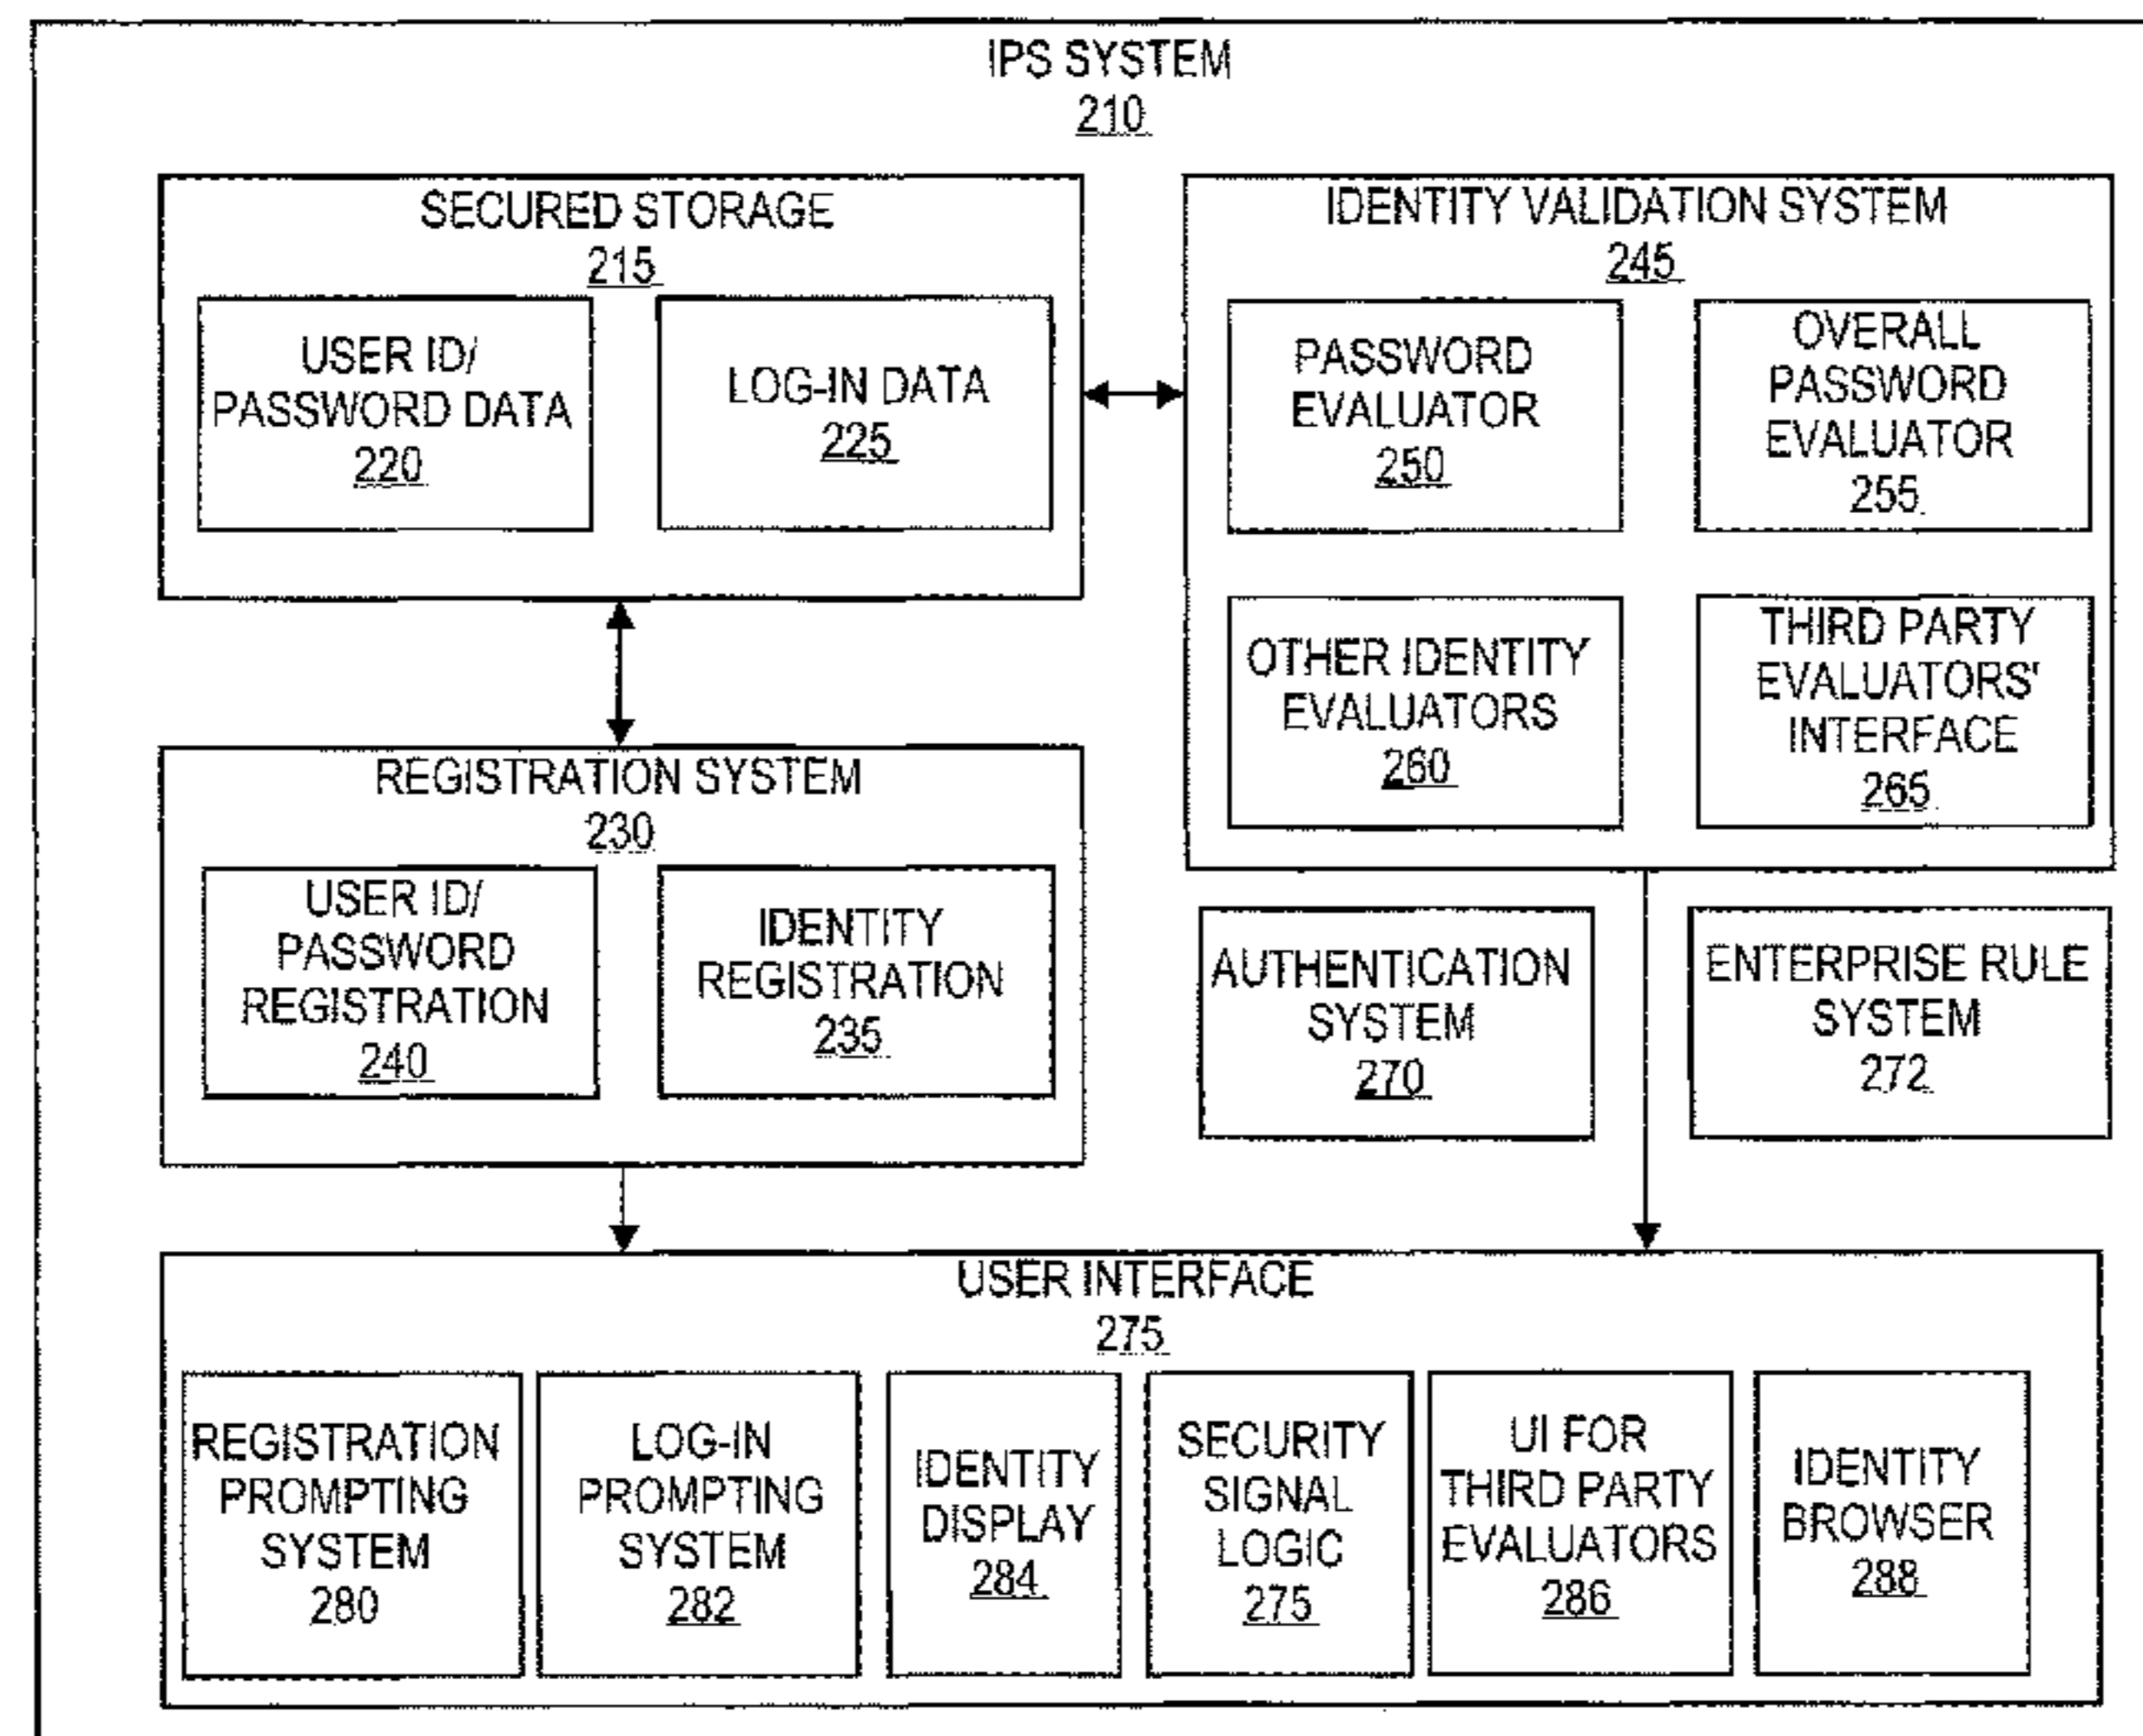 IPS SYSTEM
210
SECURED STORAGE
215
USER ID/
PASSWORD DATA
220
LOG-IN DATA
225
IDENTITY VALIDATION SYSTEM
245
PASSWORD
EVALUATOR
250
OVERALL
PASSWORD
EVALUATOR
255
OTHER IDENTITY
EVALUATORS
260
THIRD PARTY
EVALUATORS'
INTERFACE
265
REGISTRATION SYSTEM
230
USER ID/
PASSWORD
REGISTRATION
240
IDENTITY
REGISTRATION
235
AUTHENTICATION
SYSTEM
270
ENTERPRISE RULE
SYSTEM
272
USER INTERFACE
275
REGISTRATION
PROMPTING
SYSTEM
280
LOG-IN
PROMPTING
SYSTEM
282
IDENTITY
DISPLAY
284
SECURITY
SIGNAL
LOGIC
275
UI FOR
THIRD PARTY
EVALUATORS
286
IDENTITY
BROWSER
288